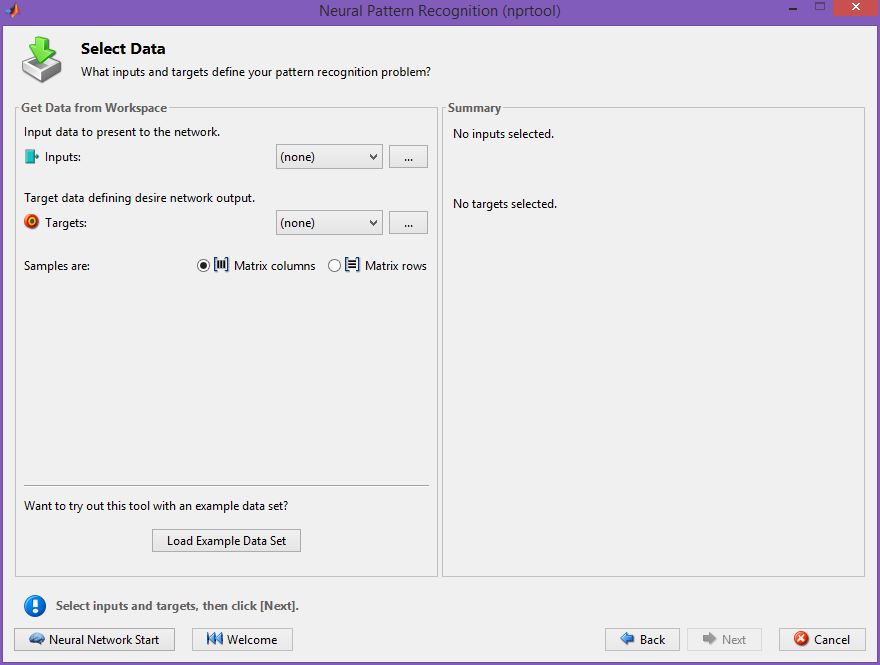 Neural Pattern Recognition (nprtool)
Select Data
What inputs and targets define your pattern recognition problem?
Get Data from Workspace
Input data to present to the network.
Inputs: (none) ...
Target data defining desire network output.
Targets: (none) ...
Samples are: Matrix columns Matrix rows
Want to try out this tool with an example data set?
Load Example Data Set
Summary
No inputs selected.
No targets selected.
Select inputs and targets, then click [Next].
Neural Network Start Welcome Back Next Cancel